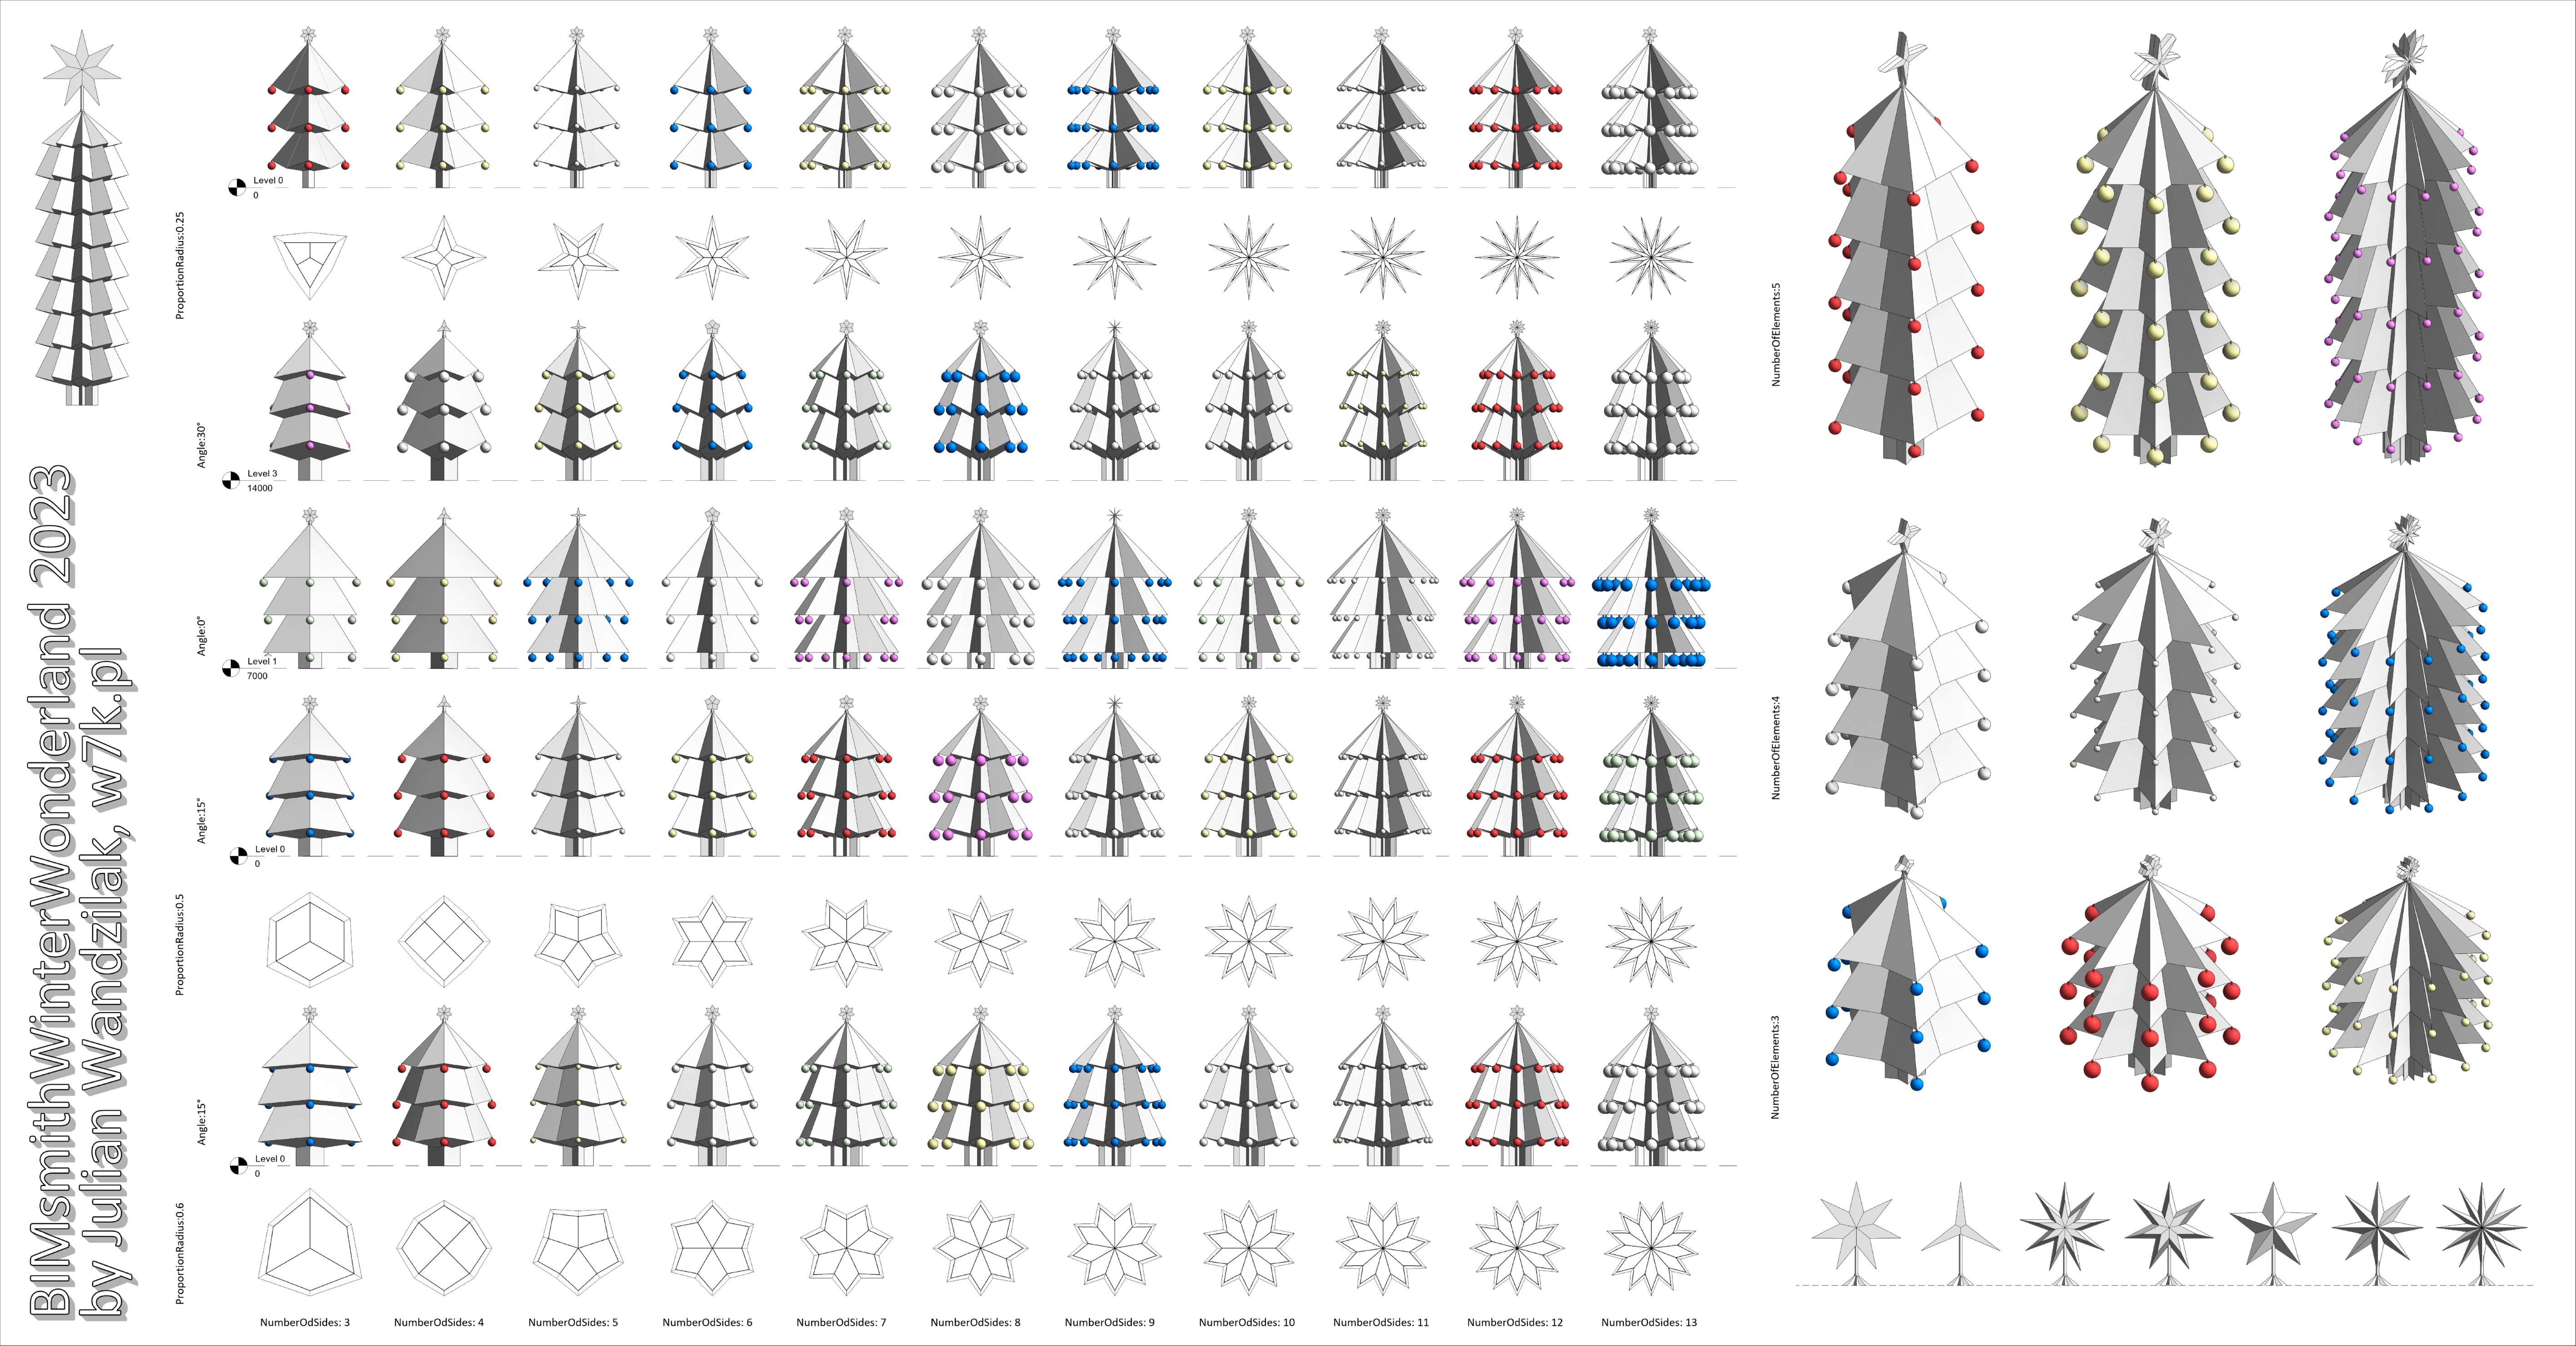 BIMsmithWinterWonderland 2023
by Julian Wandzilak, w7k.pl
Level 0
0
ProportionRadius:0.25
Angle:30°
Level 3
14000
Angle:0°
Level 1
7000
Angle:15°
Level 0
0
ProportionRadius:0.5
Angle:15°
Level 0
0
ProportionRadius:0.6
NumberOdSides: 3
NumberOdSides: 4
NumberOdSides: 5
NumberOdSides: 6
NumberOdSides: 7
NumberOdSides: 8
NumberOdSides: 9
NumberOdSides: 10
NumberOdSides: 11
NumberOdSides: 12
NumberOdSides: 13
NumberOfElements:5
NumberOfElements:4
NumberOfElements:3